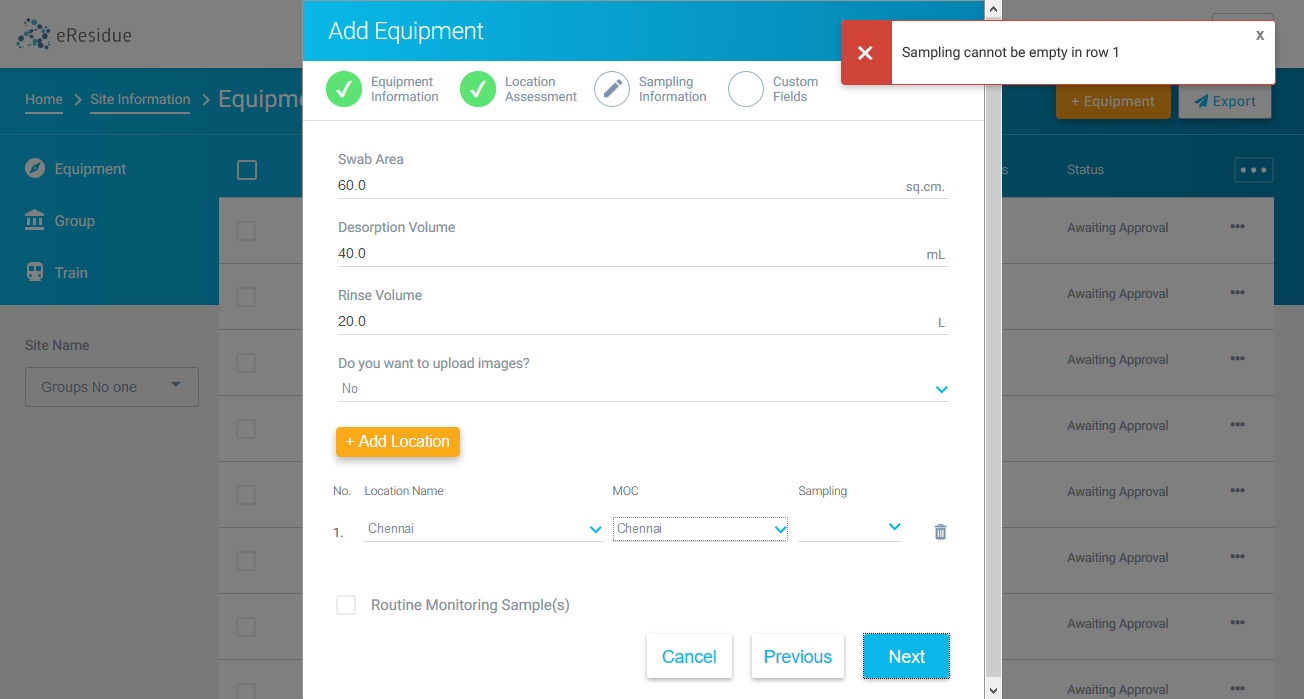 eResidue
Add Equipment
x
Sampling cannot be empty in row 1
Equipment Information
Location Assessment
Sampling Information
Custom Fields
Home > Site Information > Equipm
+ Equipment
Export
Equipment
Group
Train
s
Status
Site Name
Groups No one
Swab Area
60.0 sq.cm.
Desorption Volume
40.0 mL
Rinse Volume
20.0 L
Do you want to upload images?
No
+ Add Location
No. Location Name MOC Sampling
1. Chennai Chennai
Routine Monitoring Sample(s)
Cancel Previous Next
Awaiting Approval
Awaiting Approval
Awaiting Approval
Awaiting Approval
Awaiting Approval
Awaiting Approval
Awaiting Approval
Awaiting Approval